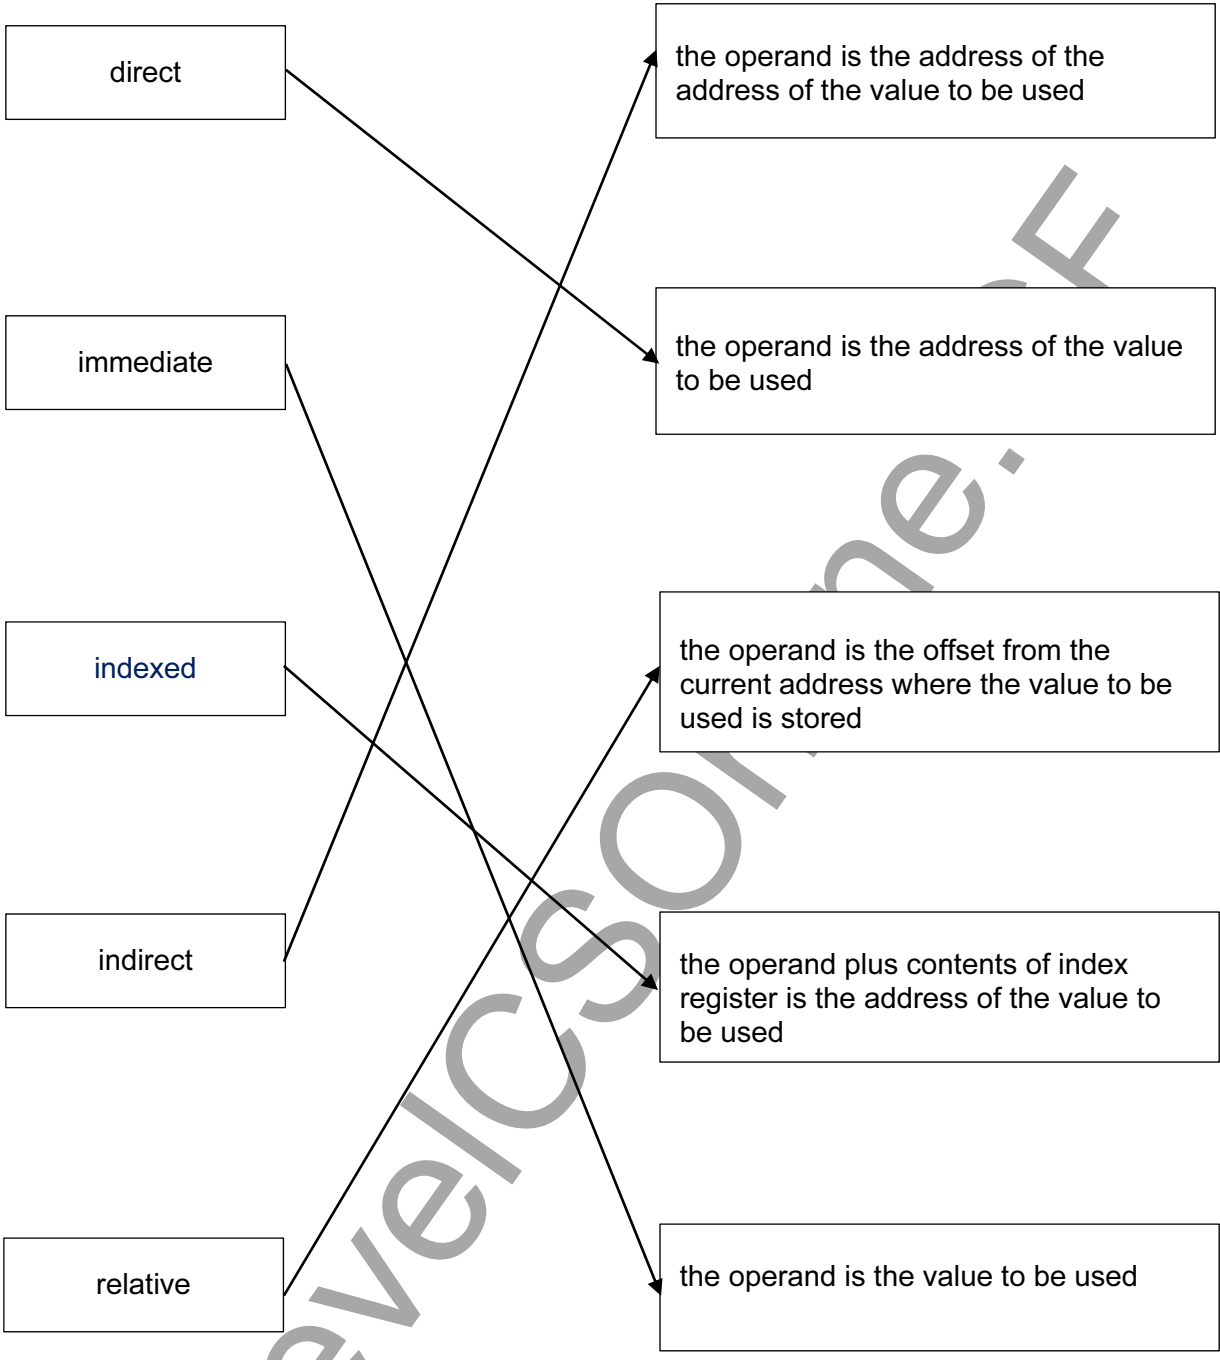 direct
the operand is the address of the
address of the value to be used
immediate
the operand is the address of the value
to be used
indexed
the operand is the offset from the
current address where the value to be
used is stored
indirect
the operand plus contents of index
register is the address of the value to
be used
relative
the operand is the value to be used